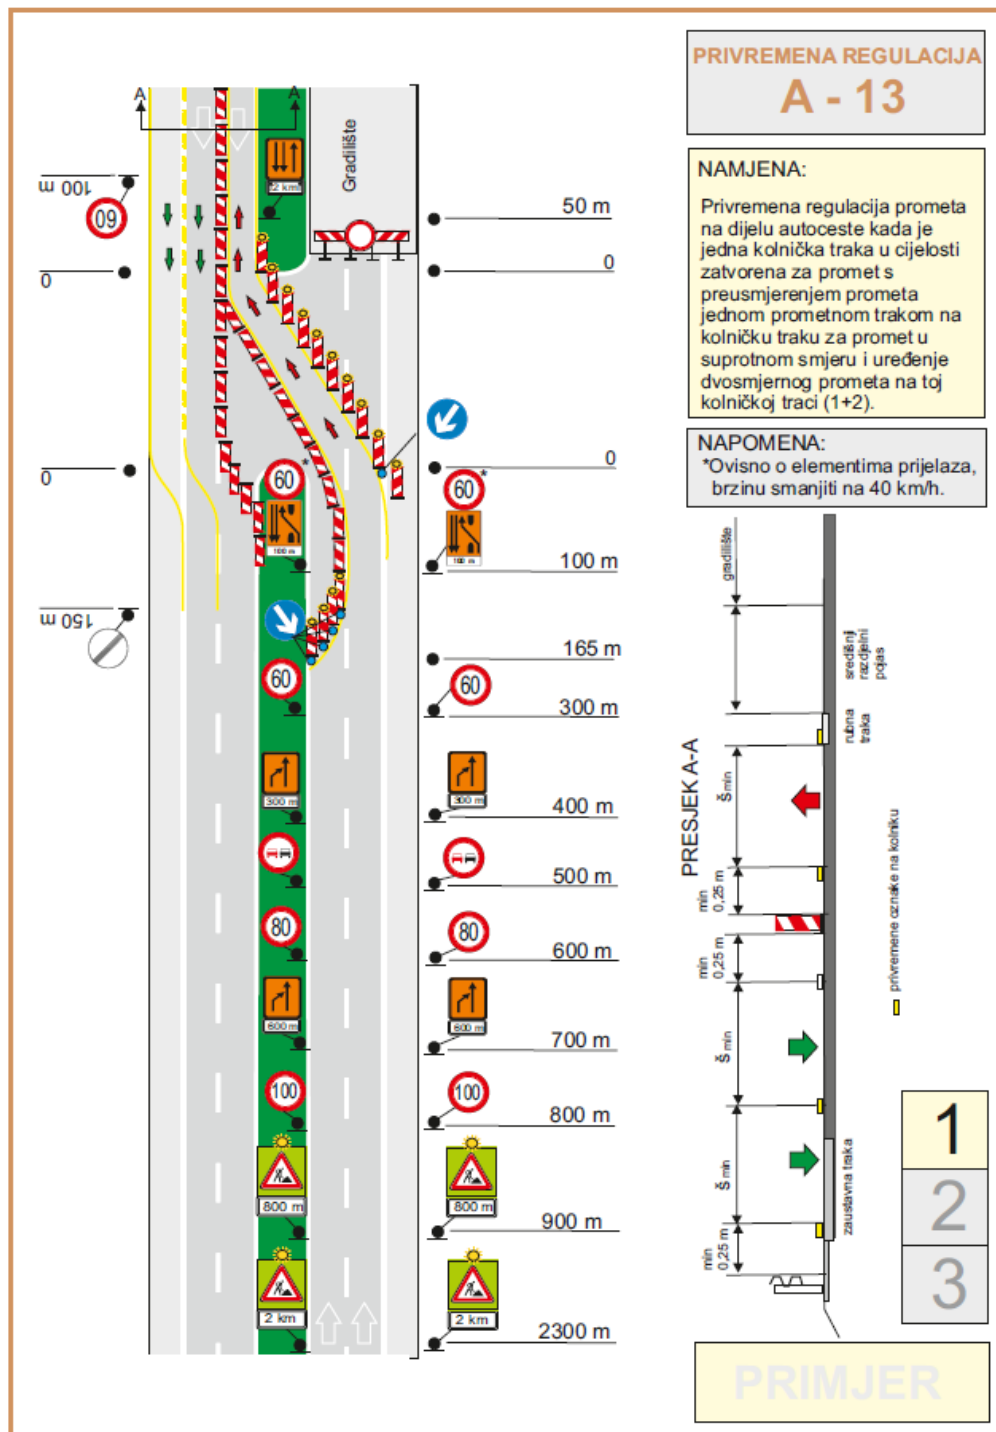 PRIVREMENA REGULACIJA
A - 13
NAMJENA:
Privremena regulacija prometa
na dijelu autoceste kada je
jedna kolnička traka u cijelosti
zatvorena za promet s
preusmjerenjem prometa
jednom prometnom trakom na
kolničku traku za promet u
suprotnom smjeru i uređenje
dvosmjernog prometa na toj
kolničkoj traci (1+2).
NAPOMENA:
*Ovisno o elementima prijelaza,
brzinu smanjiti na 40 km/h.
A
A
Gradilište
2 km
100 m
60
50 m
0
0
0
0
60
*
100 m
60
*
100 m
100 m
150 m
165 m
60
60
300 m
300 m
300 m
400 m
500 m
80
80
600 m
600 m
600 m
700 m
100
100
800 m
800 m
800 m
900 m
2 km
2 km
2300 m
PRESJEK A-A
gradilište
središnji
razdjelni
pojas
rubna
traka
Š min
min
0,25 m
min
0,25 m
Š min
Š min
min
0,25 m
zaustavna traka
privremene oznake na kolniku
1
2
3
PRIMJER